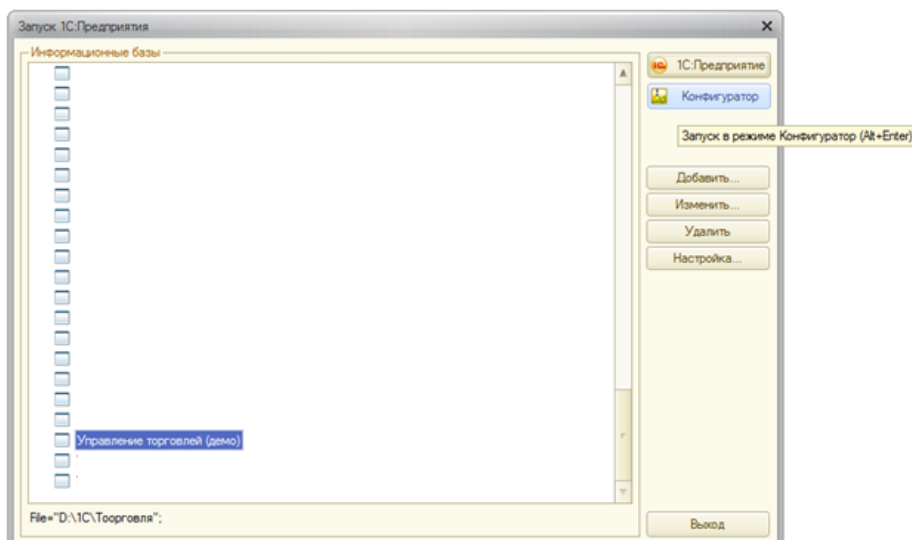 Запуск 1С:Предприятия
Информационные базы
1С:Предприятие
Конфигуратор
Запуск в режиме Конфигуратор (Alt+Enter)
Добавить...
Изменить...
Удалить
Настройка...
Управление торговлей (демо)
File="D:\1С\Тоорговля";
Выход